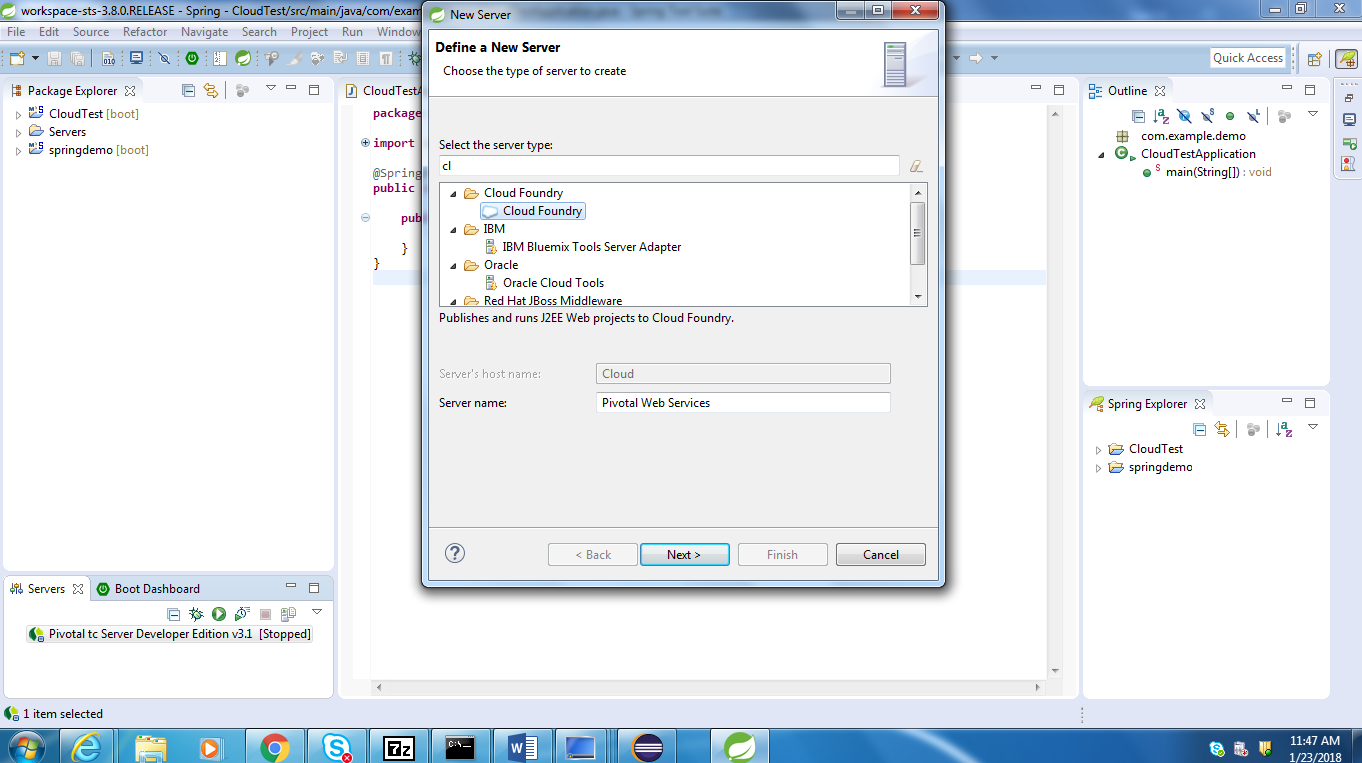 workspace-sts-3.8.0.RELEASE - Spring - CloudTest/src/main/java/com/exam
New Server
File Edit Source Refactor Navigate Search Project Run Window
Quick Access
Define a New Server
Choose the type of server to create
Package Explorer
CloudTest [boot]
Servers
springdemo [boot]
CloudTestA
package
import
@Spring
public
pub
}
}
Select the server type:
cl
Cloud Foundry
Cloud Foundry
IBM
IBM Bluemix Tools Server Adapter
Oracle
Oracle Cloud Tools
Red Hat JBoss Middleware
Publishes and runs J2EE Web projects to Cloud Foundry.
Server's host name: Cloud
Server name: Pivotal Web Services
< Back Next > Finish Cancel
Outline
com.example.demo
CloudTestApplication
main(String[]) : void
Spring Explorer
CloudTest
springdemo
Servers Boot Dashboard
Pivotal tc Server Developer Edition v3.1 [Stopped]
1 item selected
11:47 AM
1/23/2018